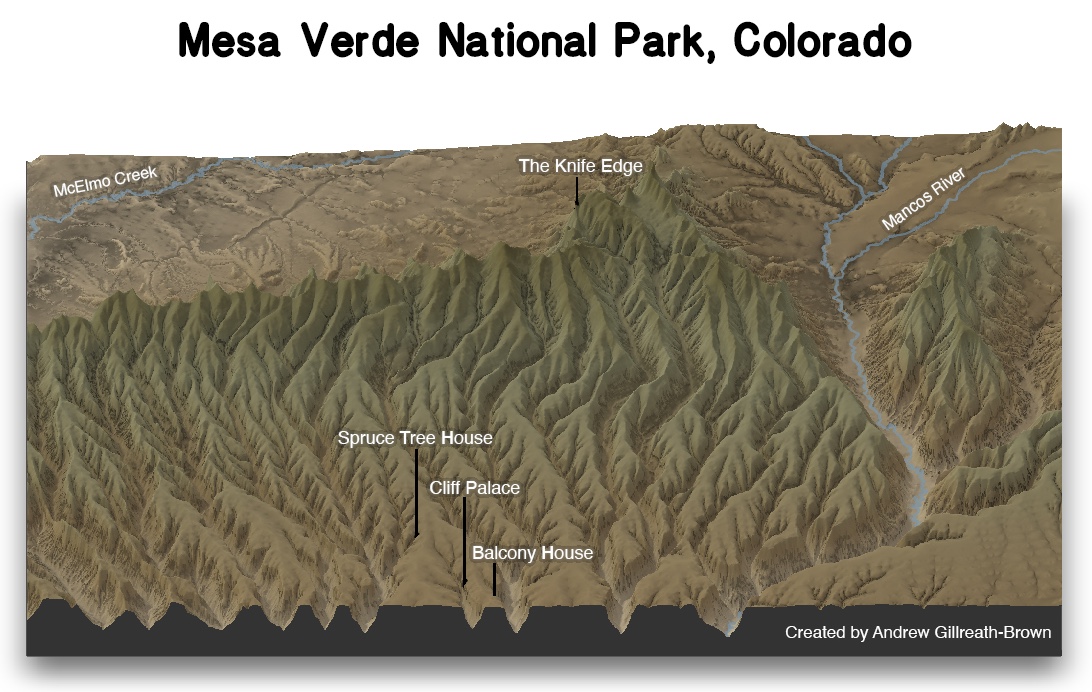 Mesa Verde National Park, Colorado
McElmo Creek
The Knife Edge
Mancos River
Spruce Tree House
Cliff Palace
Balcony House
Created by Andrew Gillreath-Brown